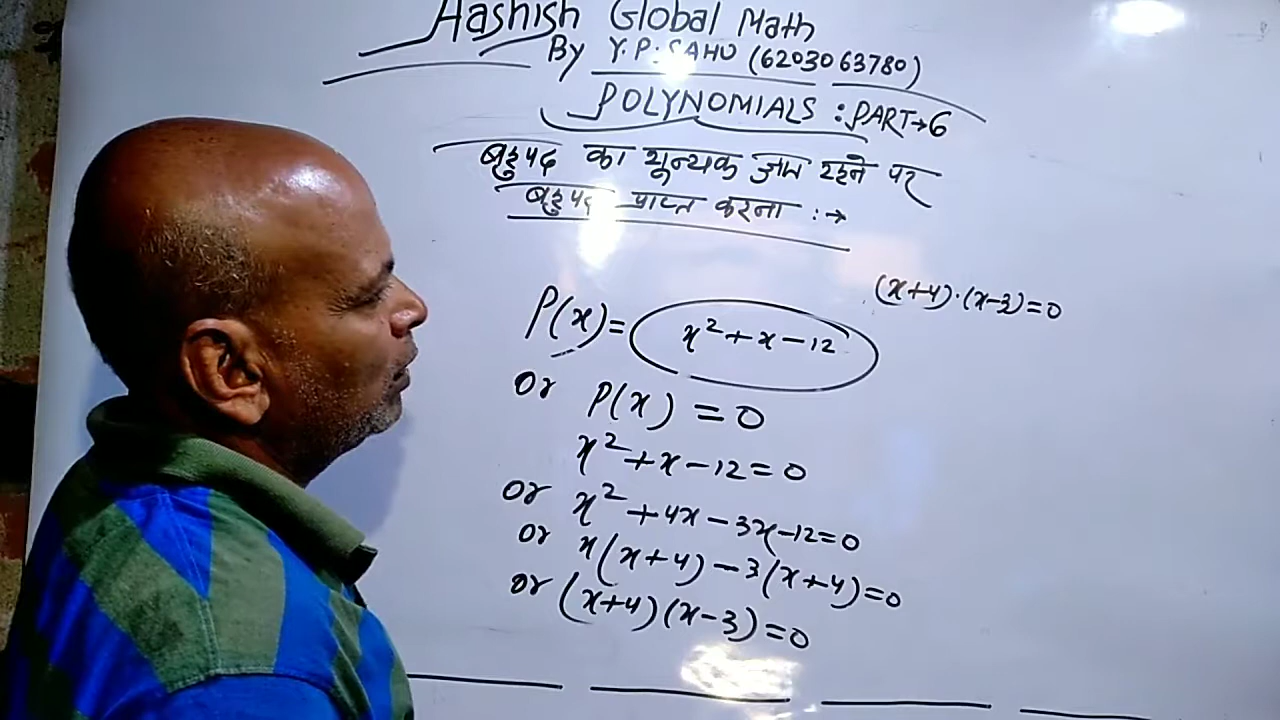 Aashish Global Math
By Y.P. SAHU (6203063780)
POLYNOMIALS : PART→6
बहुपद का शून्यक ज्ञात रहने पर
बहुपद प्राप्त करना :→
(x+4)·(x-3)=0
P(x)= x²+x-12
Or P(x) = 0
x²+x-12=0
or x²+4x-3x-12=0
or x(x+4)-3(x+4)=0
or (x+4)(x-3)=0